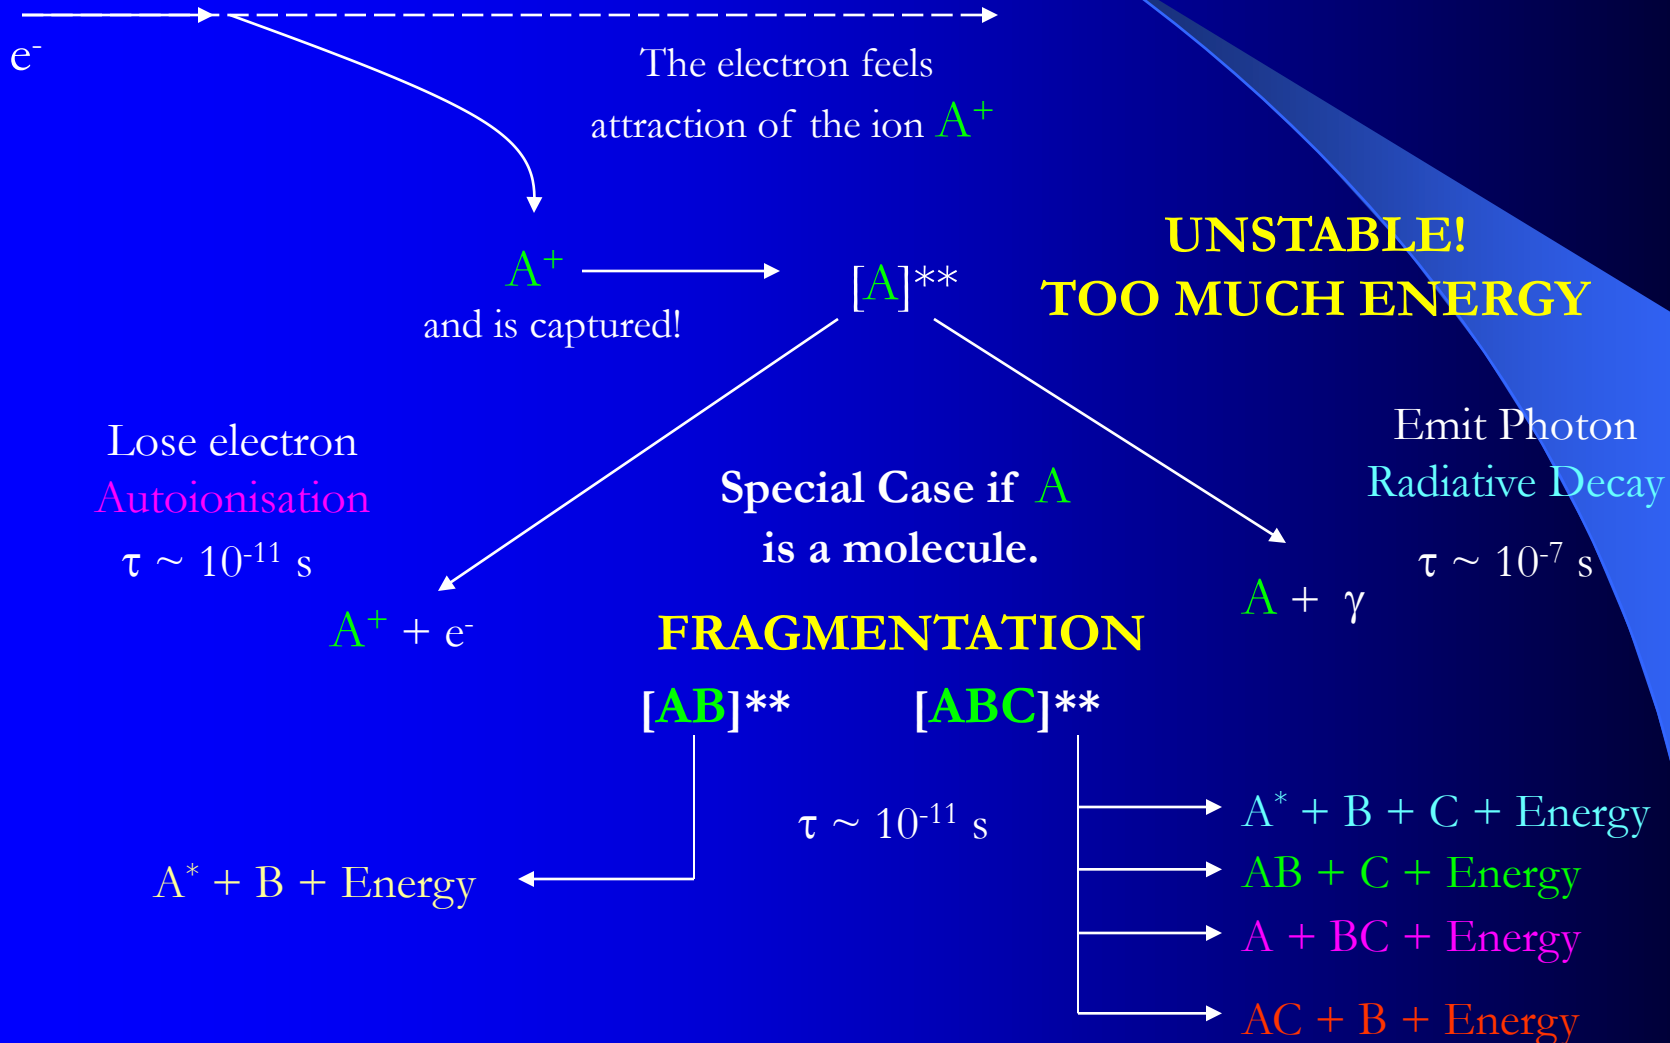 e⁻
The electron feels
attraction of the ion A⁺
A⁺
and is captured!
[A]**
UNSTABLE!
TOO MUCH ENERGY
Lose electron
Autoionisation
τ ~ 10⁻¹¹ s
A⁺ + e⁻
Special Case if A
is a molecule.
Emit Photon
Radiative Decay
τ ~ 10⁻⁷ s
A + γ
FRAGMENTATION
[AB]** [ABC]**
τ ~ 10⁻¹¹ s
A* + B + Energy
A* + B + C + Energy
AB + C + Energy
A + BC + Energy
AC + B + Energy